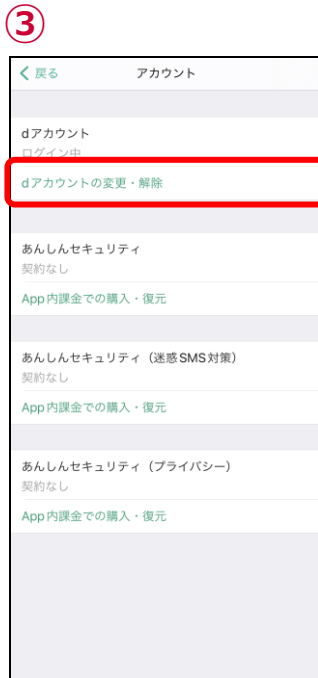 ③
戻る
アカウント
dアカウント
ログイン中
dアカウントの変更・解除
あんしんセキュリティ
契約なし
App内課金での購入・復元
あんしんセキュリティ（迷惑SMS対策）
契約なし
App内課金での購入・復元
あんしんセキュリティ（プライバシー）
契約なし
App内課金での購入・復元